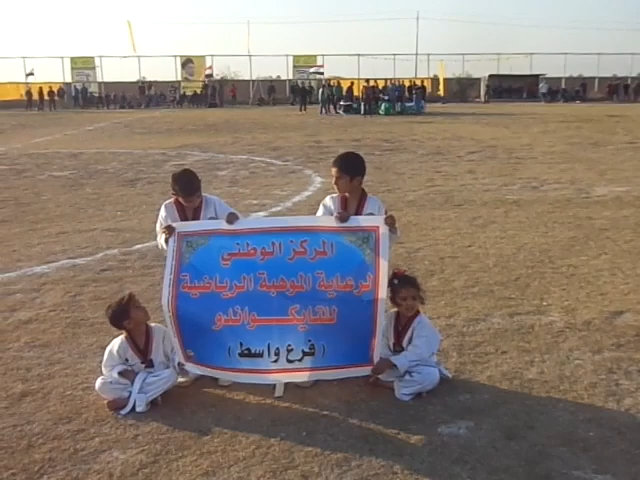 المركز الوطني
لرعاية الموهبة الرياضية
للتايكواندو
( فرع واسط )